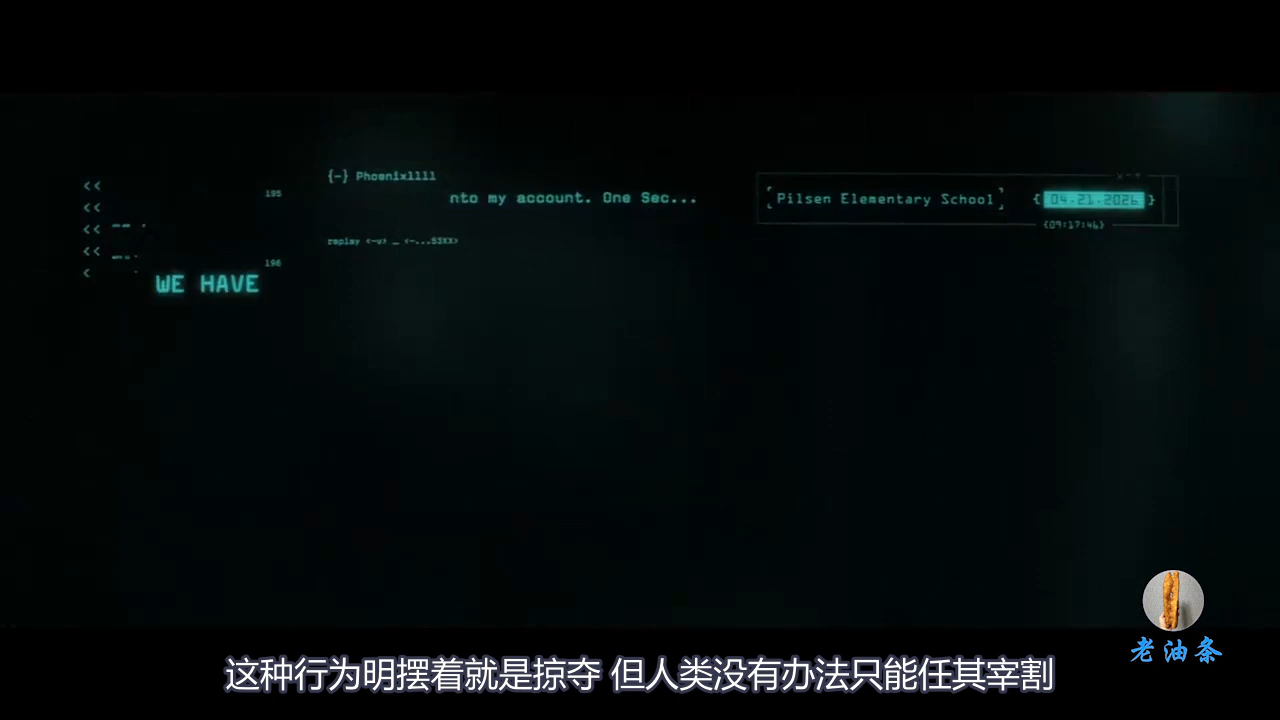 <<
<<
<<
<<
<
195
196
WE HAVE
{-} Phoenix1111
nto my account. One Sec...
[Pilsen Elementary School]
{04.21.2026}
{09:17:46}
老油条
这种行为明摆着就是掠夺 但人类没有办法只能任其宰割